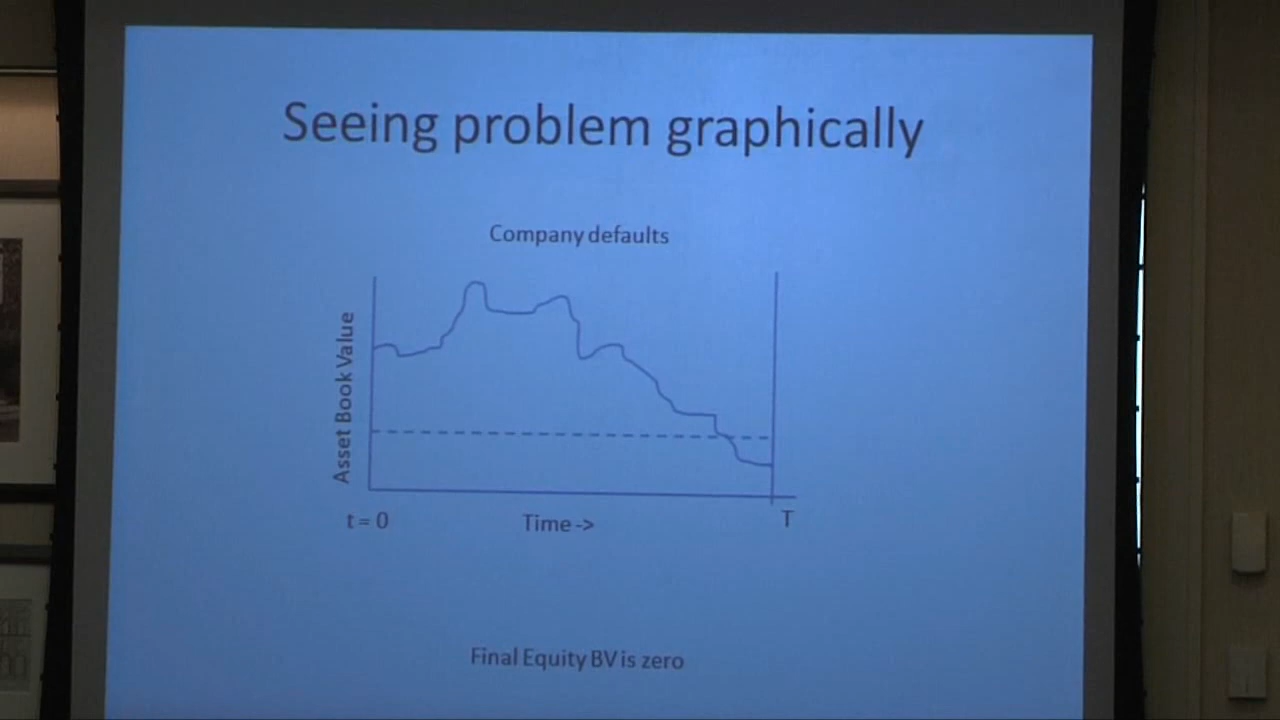 Seeing problem graphically
Company defaults
Asset Book Value
t = 0
Time ->
T
Final Equity BV is zero